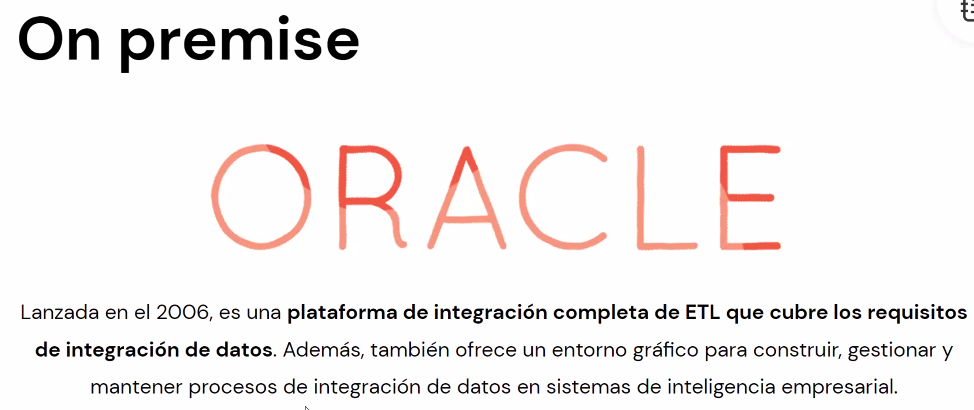 On premise
ORACLE
Lanzada en el 2006, es una plataforma de integración completa de ETL que cubre los requisitos
de integración de datos. Además, también ofrece un entorno gráfico para construir, gestionar y
mantener procesos de integración de datos en sistemas de inteligencia empresarial.